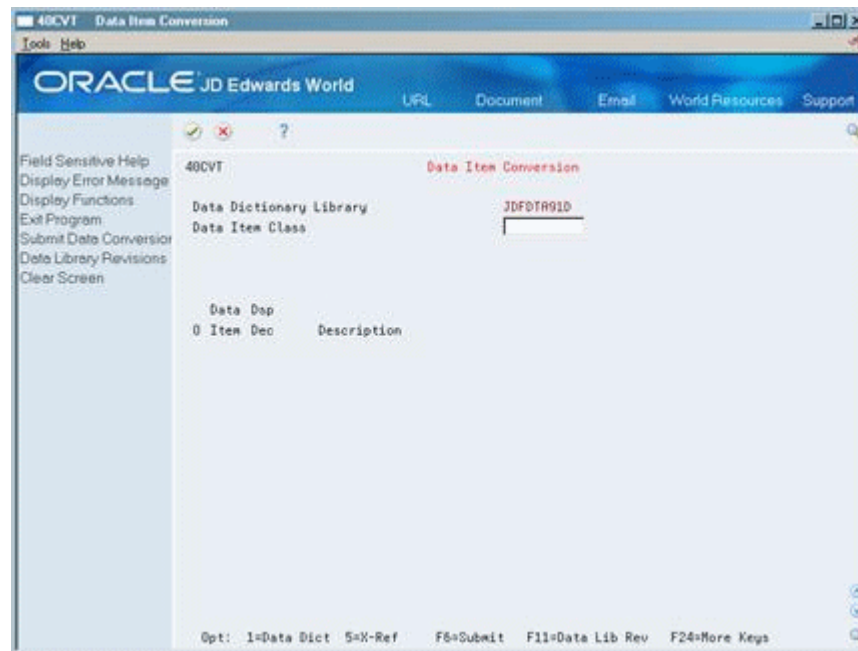 40CVT Data Item Conversion
Tools Help
ORACLE JD Edwards World
URL Document Email World Resources Support
?
Field Sensitive Help
Display Error Message
Display Functions
Exit Program
Submit Data Conversion
Data Library Revisions
Clear Screen
40CVT Data Item Conversion
Data Dictionary Library JDFDTA91D
Data Item Class
Data Dsp
O Item Dec Description
Opt: 1=Data Dict 5=X-Ref F6=Submit F11=Data Lib Rev F24=More Keys